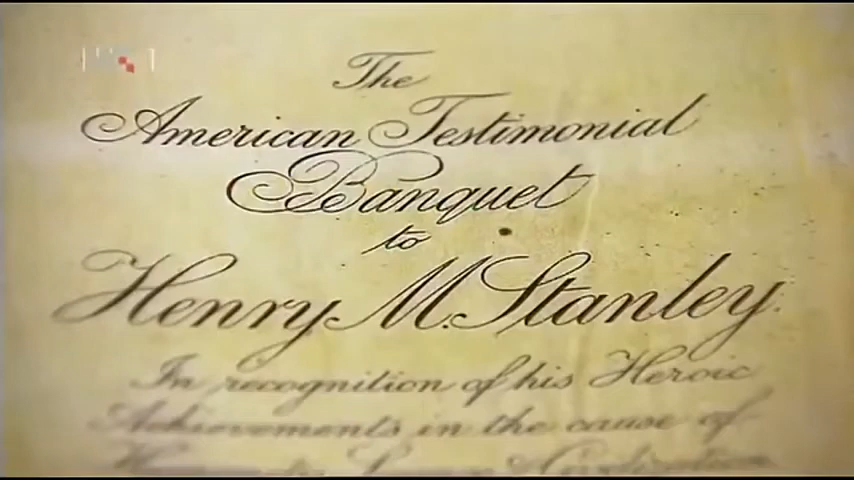 The
American Testimonial
Banquet
to
Henry M. Stanley.
In recognition of his Heroic
Achievements in the cause of